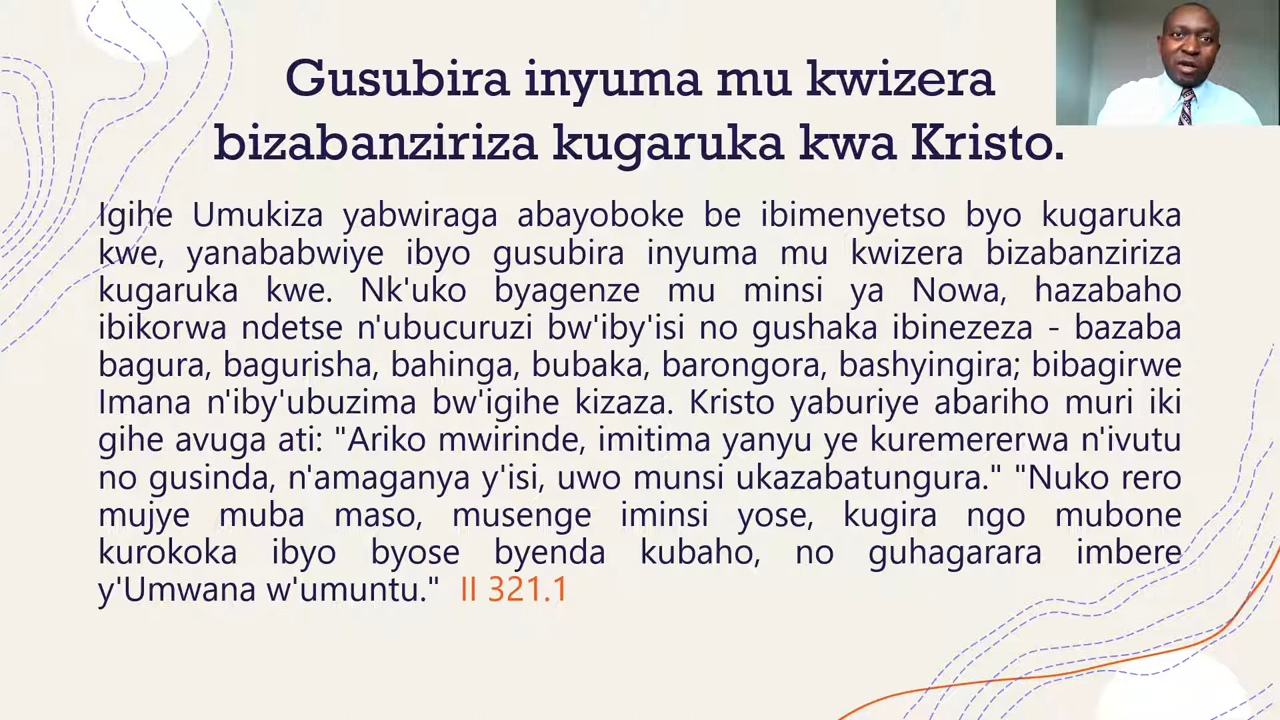 Gusubira inyuma mu kwizera
bizabanziriza kugaruka kwa Kristo.
Igihe Umukiza yabwiraga abayoboke be ibimenyetso byo kugaruka
kwe, yanababwiye ibyo gusubira inyuma mu kwizera bizabanziriza
kugaruka kwe. Nk'uko byagenze mu minsi ya Nowa, hazabaho
ibikorwa ndetse n'ubucuruzi bw'iby'isi no gushaka ibinezeza - bazaba
bagura, bagurisha, bahinga, bubaka, barongora, bashyingira; bibagirwe
Imana n'iby'ubuzima bw'igihe kizaza. Kristo yaburiye abariho muri iki
gihe avuga ati: "Ariko mwirinde, imitima yanyu ye kuremererwa n'ivutu
no gusinda, n'amaganya y'isi, uwo munsi ukazabatungura." "Nuko rero
mujye muba maso, musenge iminsi yose, kugira ngo mubone
kurokoka ibyo byose byenda kubaho, no guhagarara imbere
y'Umwana w'umuntu." II 321.1